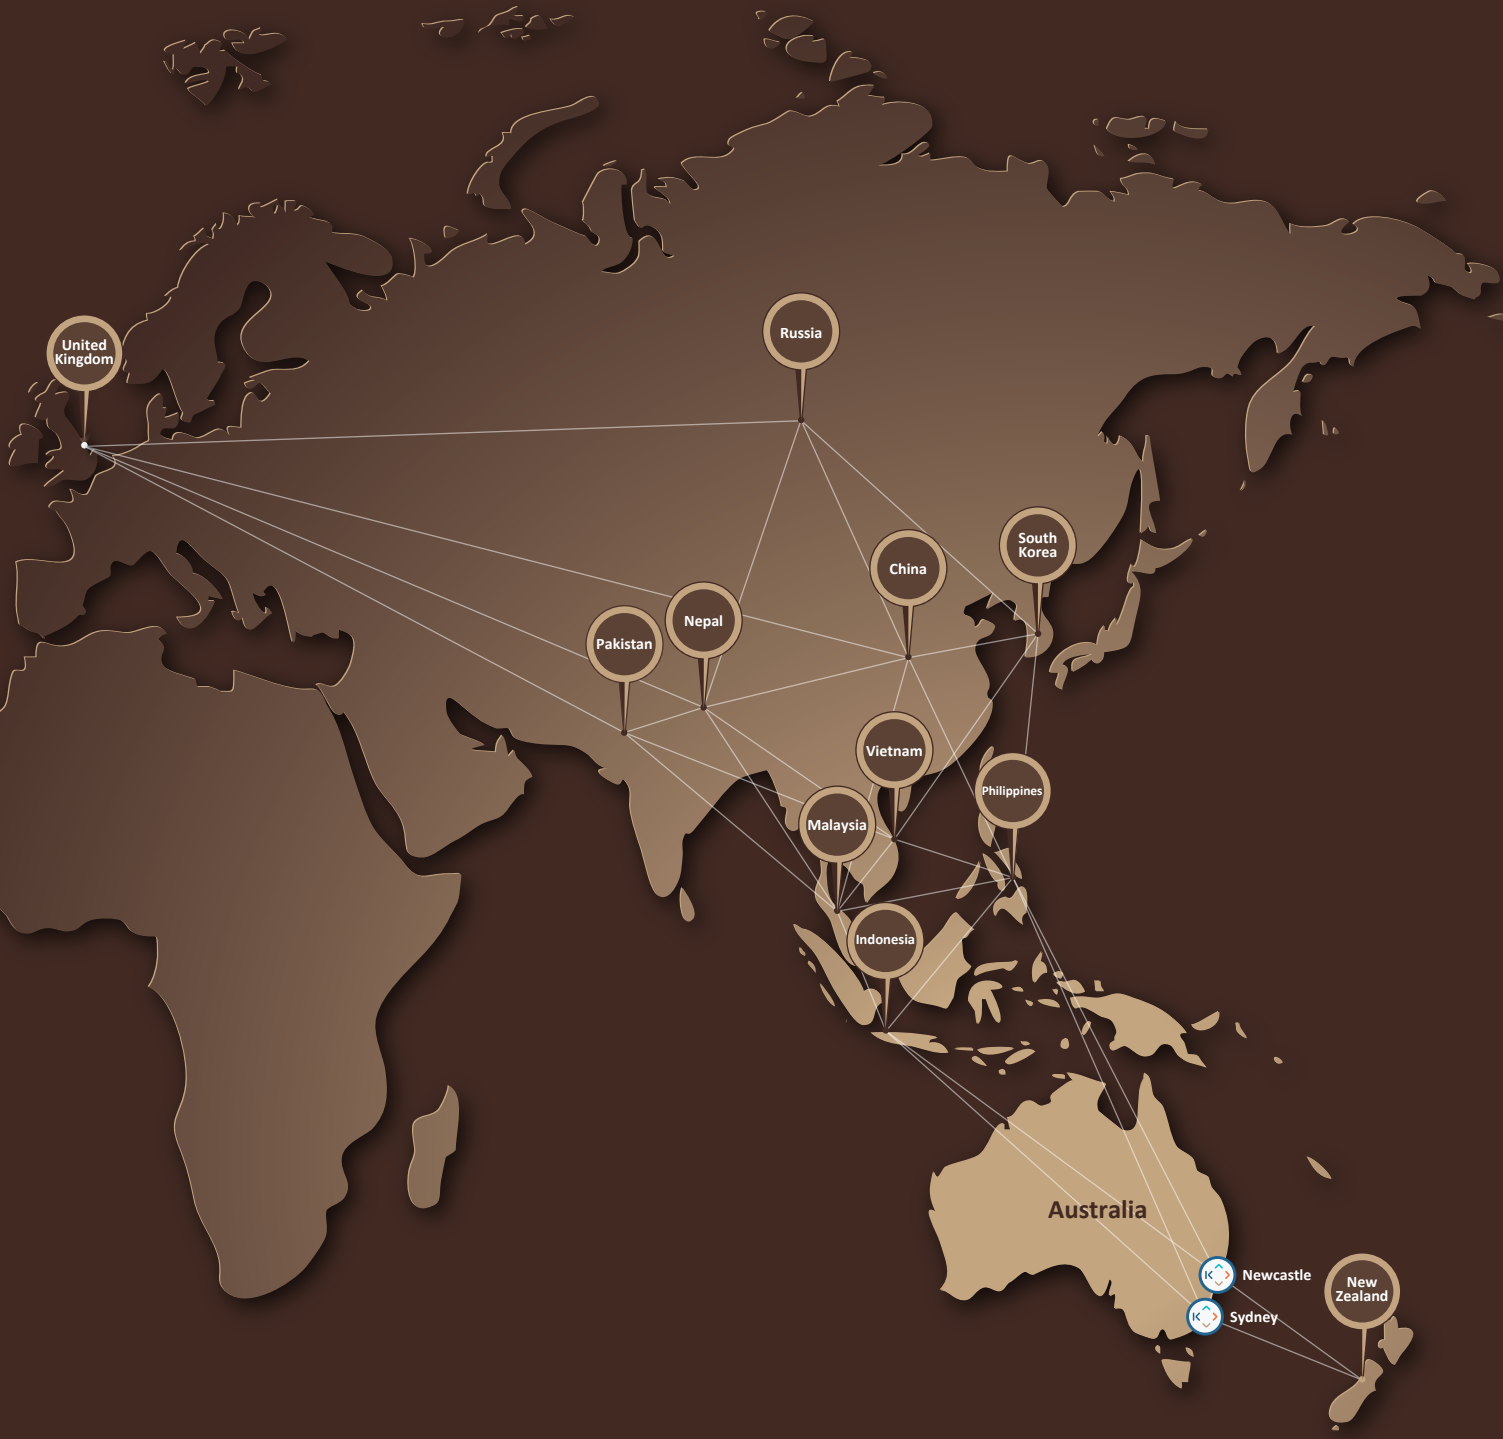 Russia
United
Kingdom
South
Korea
China
Nepal
Pakistan
Vietnam
Philippines
Malaysia
Indonesia
Australia
Newcastle
New
Zealand
Sydney